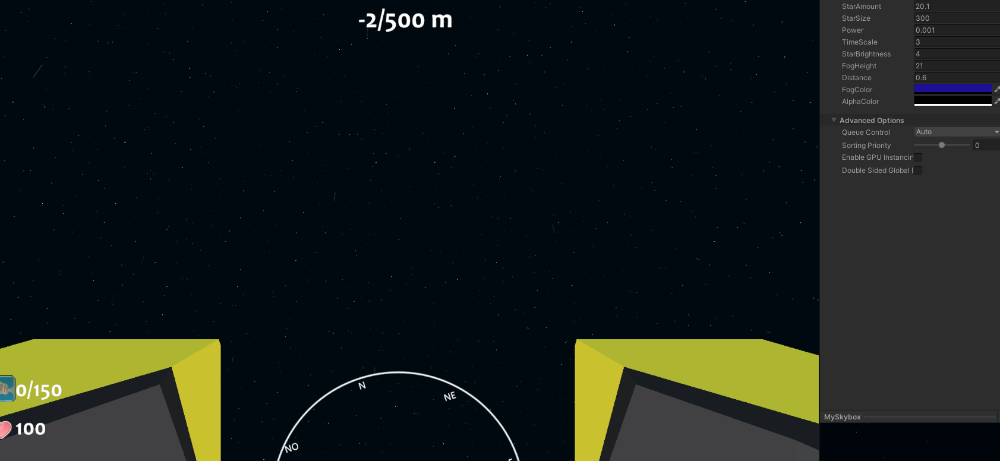 -2/500 m
0/150
100
N
NE
NO
StarAmount 20.1
StarSize 300
Power 0.001
TimeScale 3
StarBrightness 4
FogHeight 21
Distance 0.6
FogColor
AlphaColor
Advanced Options
Queue Control Auto
Sorting Priority 0
Enable GPU Instancin
Double Sided Global I
MySkybox